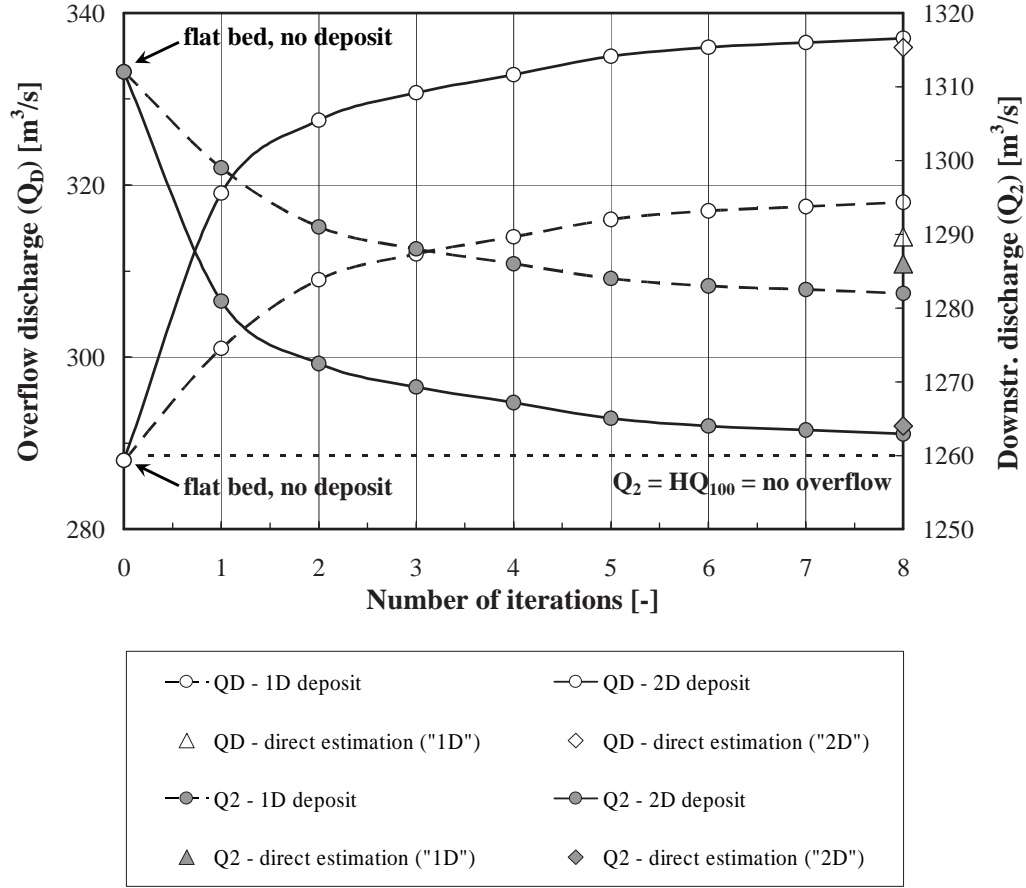 340
320
300
280
Overflow discharge (Q_D) [m³/s]
flat bed, no deposit
flat bed, no deposit
Q₂ = HQ₁₀₀ = no overflow
1320
1310
1300
1290
1280
1270
1260
1250
Downstr. discharge (Q₂) [m³/s]
0 1 2 3 4 5 6 7 8
Number of iterations [-]
QD - 1D deposit
QD - 2D deposit
QD - direct estimation ("1D")
QD - direct estimation ("2D")
Q2 - 1D deposit
Q2 - 2D deposit
Q2 - direct estimation ("1D")
Q2 - direct estimation ("2D")